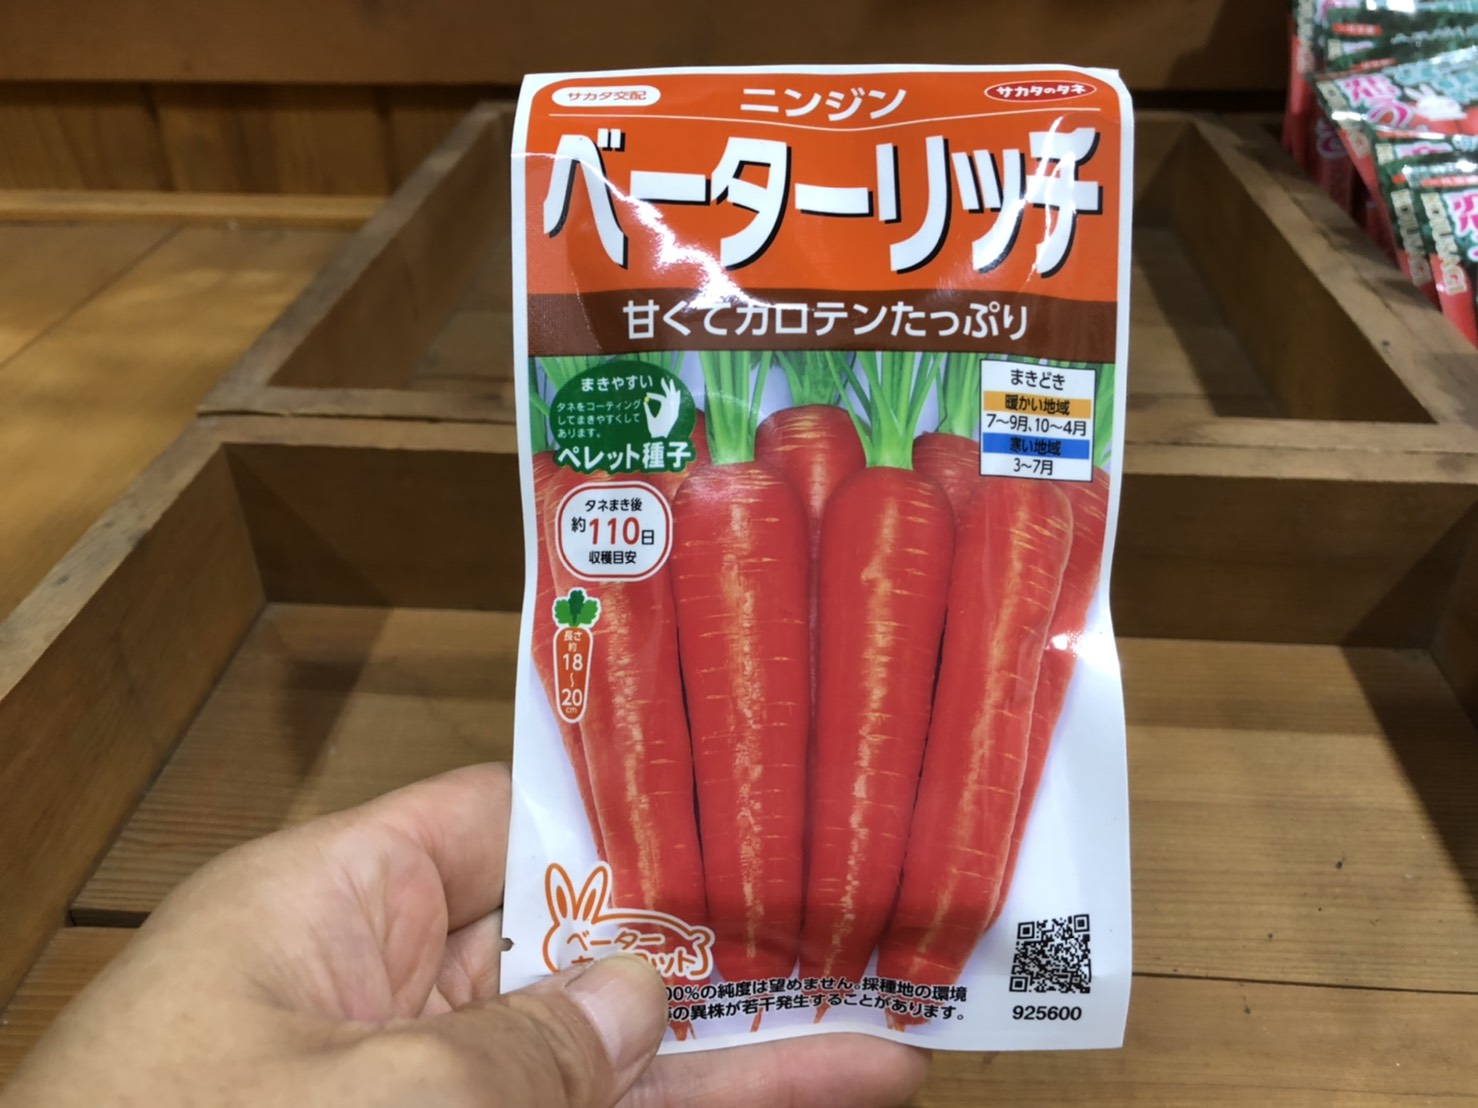 サカタ交配
ニンジン
サカタのタネ
ベーターリッチ
甘くてカロテンたっぷり
まきやすい
タネをコーティング
してまきやすくして
あります。
ペレット種子
まきどき
暖かい地域
7〜9月、10〜4月
寒い地域
3〜7月
タネまき後
約110日
収穫目安
長さ
約
18
〜
20
cm
ベーター
ット
00%の純度は望めません。採種地の環境
の異株が若干発生することがあります。
925600